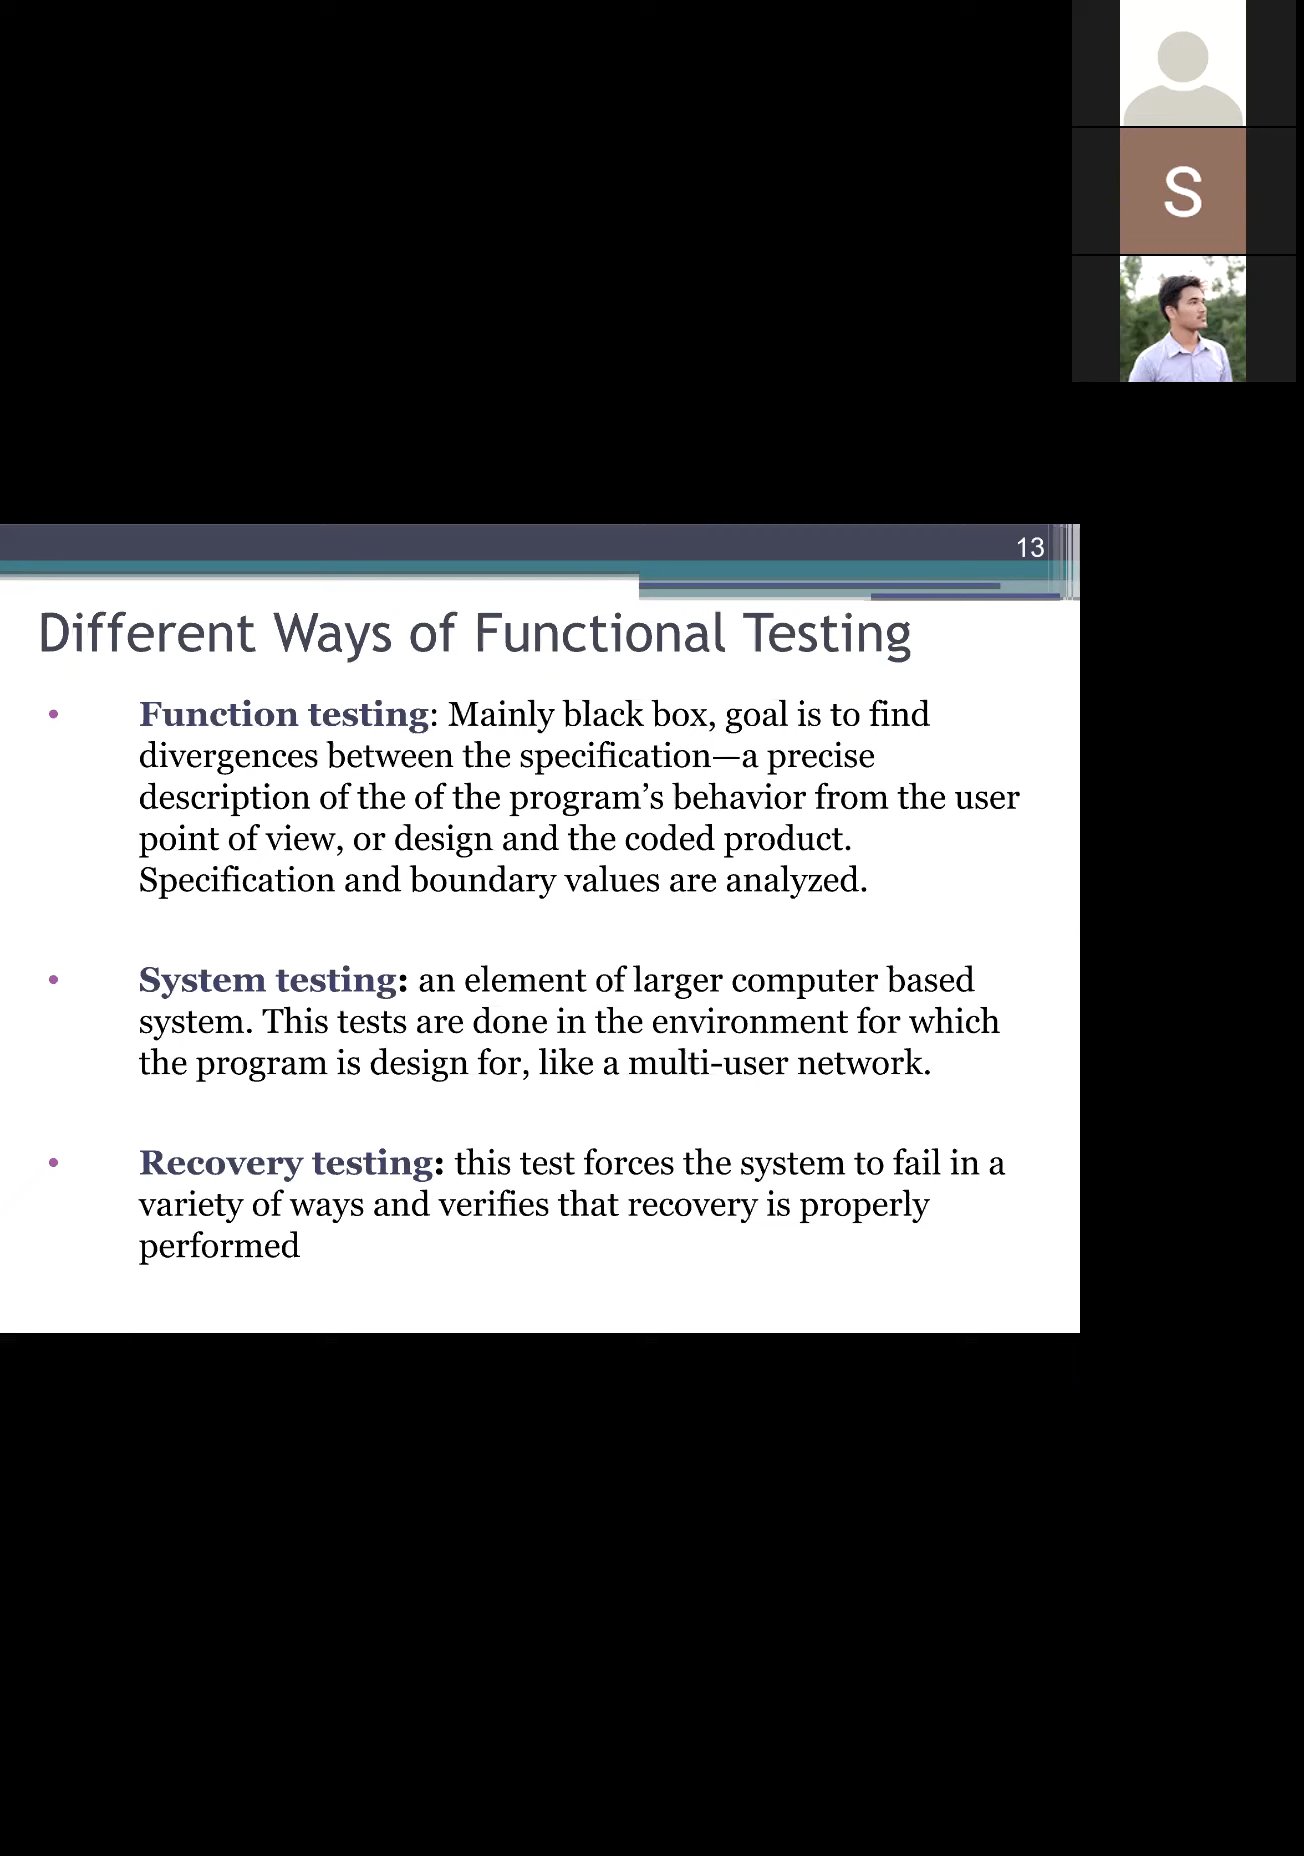 S
13
Different Ways of Functional Testing
• Function testing: Mainly black box, goal is to find
divergences between the specification—a precise
description of the of the program’s behavior from the user
point of view, or design and the coded product.
Specification and boundary values are analyzed.
• System testing: an element of larger computer based
system. This tests are done in the environment for which
the program is design for, like a multi-user network.
• Recovery testing: this test forces the system to fail in a
variety of ways and verifies that recovery is properly
performed